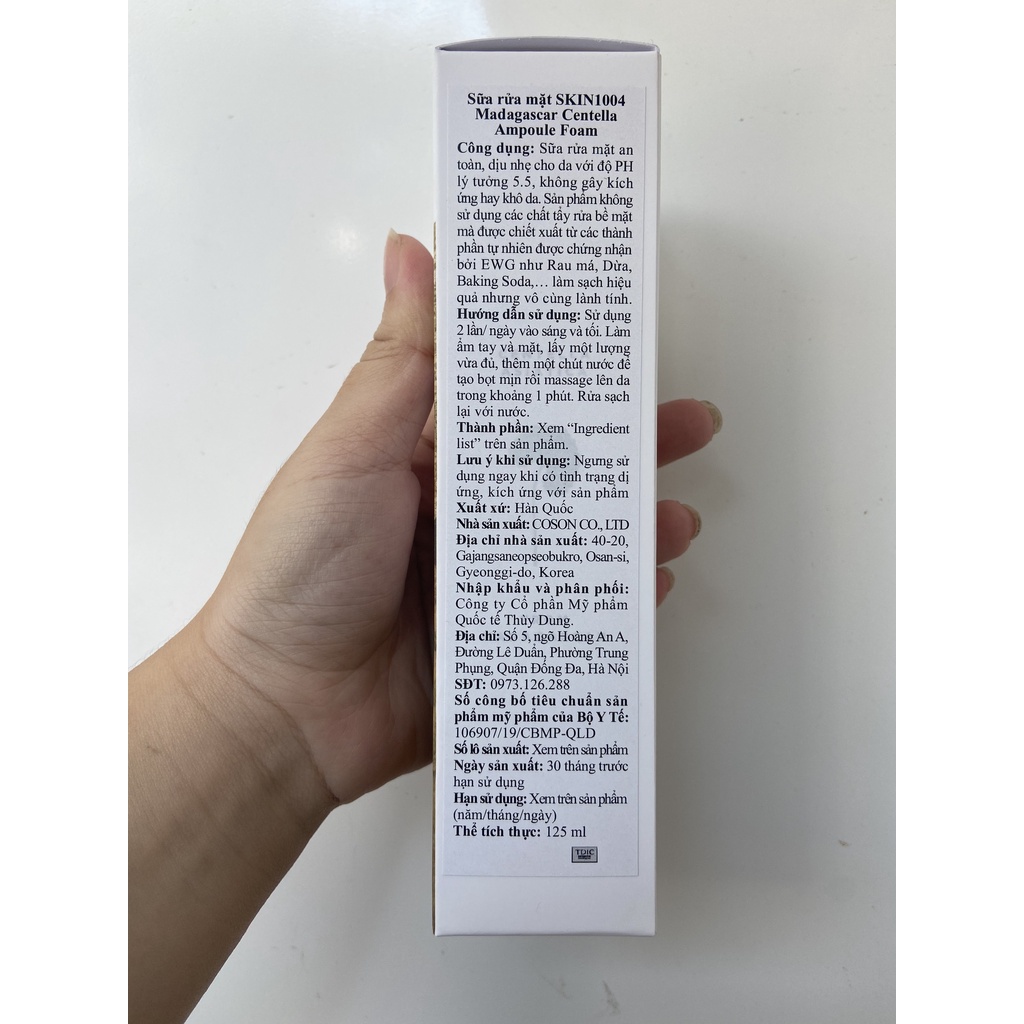 Sữa rửa mặt SKIN1004
Madagascar Centella
Ampoule Foam
Công dụng: Sữa rửa mặt an
toàn, dịu nhẹ cho da với độ PH
lý tưởng 5.5, không gây kích
ứng hay khô da. Sản phẩm không
sử dụng các chất tẩy rửa bề mặt
mà được chiết xuất từ các thành
phần tự nhiên được chứng nhận
bởi EWG như Rau má, Dừa,
Baking Soda,… làm sạch hiệu
quả nhưng vô cùng lành tính.
Hướng dẫn sử dụng: Sử dụng
2 lần/ ngày vào sáng và tối. Làm
ẩm tay và mặt, lấy một lượng
vừa đủ, thêm một chút nước để
tạo bọt mịn rồi massage lên da
trong khoảng 1 phút. Rửa sạch
lại với nước.
Thành phần: Xem “Ingredient
list” trên sản phẩm.
Lưu ý khi sử dụng: Ngưng sử
dụng ngay khi có tình trạng dị
ứng, kích ứng với sản phẩm
Xuất xứ: Hàn Quốc
Nhà sản xuất: COSON CO., LTD
Địa chỉ nhà sản xuất: 40-20,
Gajangsaneopseobukro, Osan-si,
Gyeonggi-do, Korea
Nhập khẩu và phân phối:
Công ty Cổ phần Mỹ phẩm
Quốc tế Thùy Dung.
Địa chỉ: Số 5, ngõ Hoàng An A,
Đường Lê Duẩn, Phường Trung
Phụng, Quận Đống Đa, Hà Nội
SĐT: 0973.126.288
Số công bố tiêu chuẩn sản
phẩm mỹ phẩm của Bộ Y Tế:
106907/19/CBMP-QLD
Số lô sản xuất: Xem trên sản phẩm
Ngày sản xuất: 30 tháng trước
hạn sử dụng
Hạn sử dụng: Xem trên sản phẩm
(năm/tháng/ngày)
Thể tích thực: 125 ml
TDIC